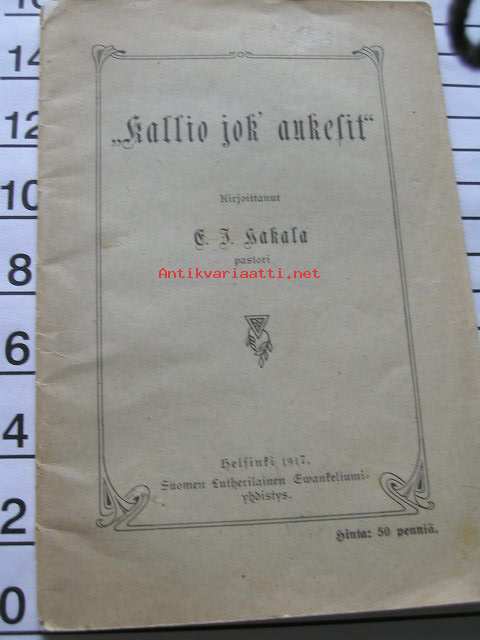 „Kallio jok' aukesit"
Kirjoittanut
E. J. Hakala
pastori
Antikvariaatti.net
Helsinki 1917.
Suomen Lutherilainen Ewankeliumi-
yhdistys.
Hinta: 50 penniä.
14
12
10
8
6
4
2
0